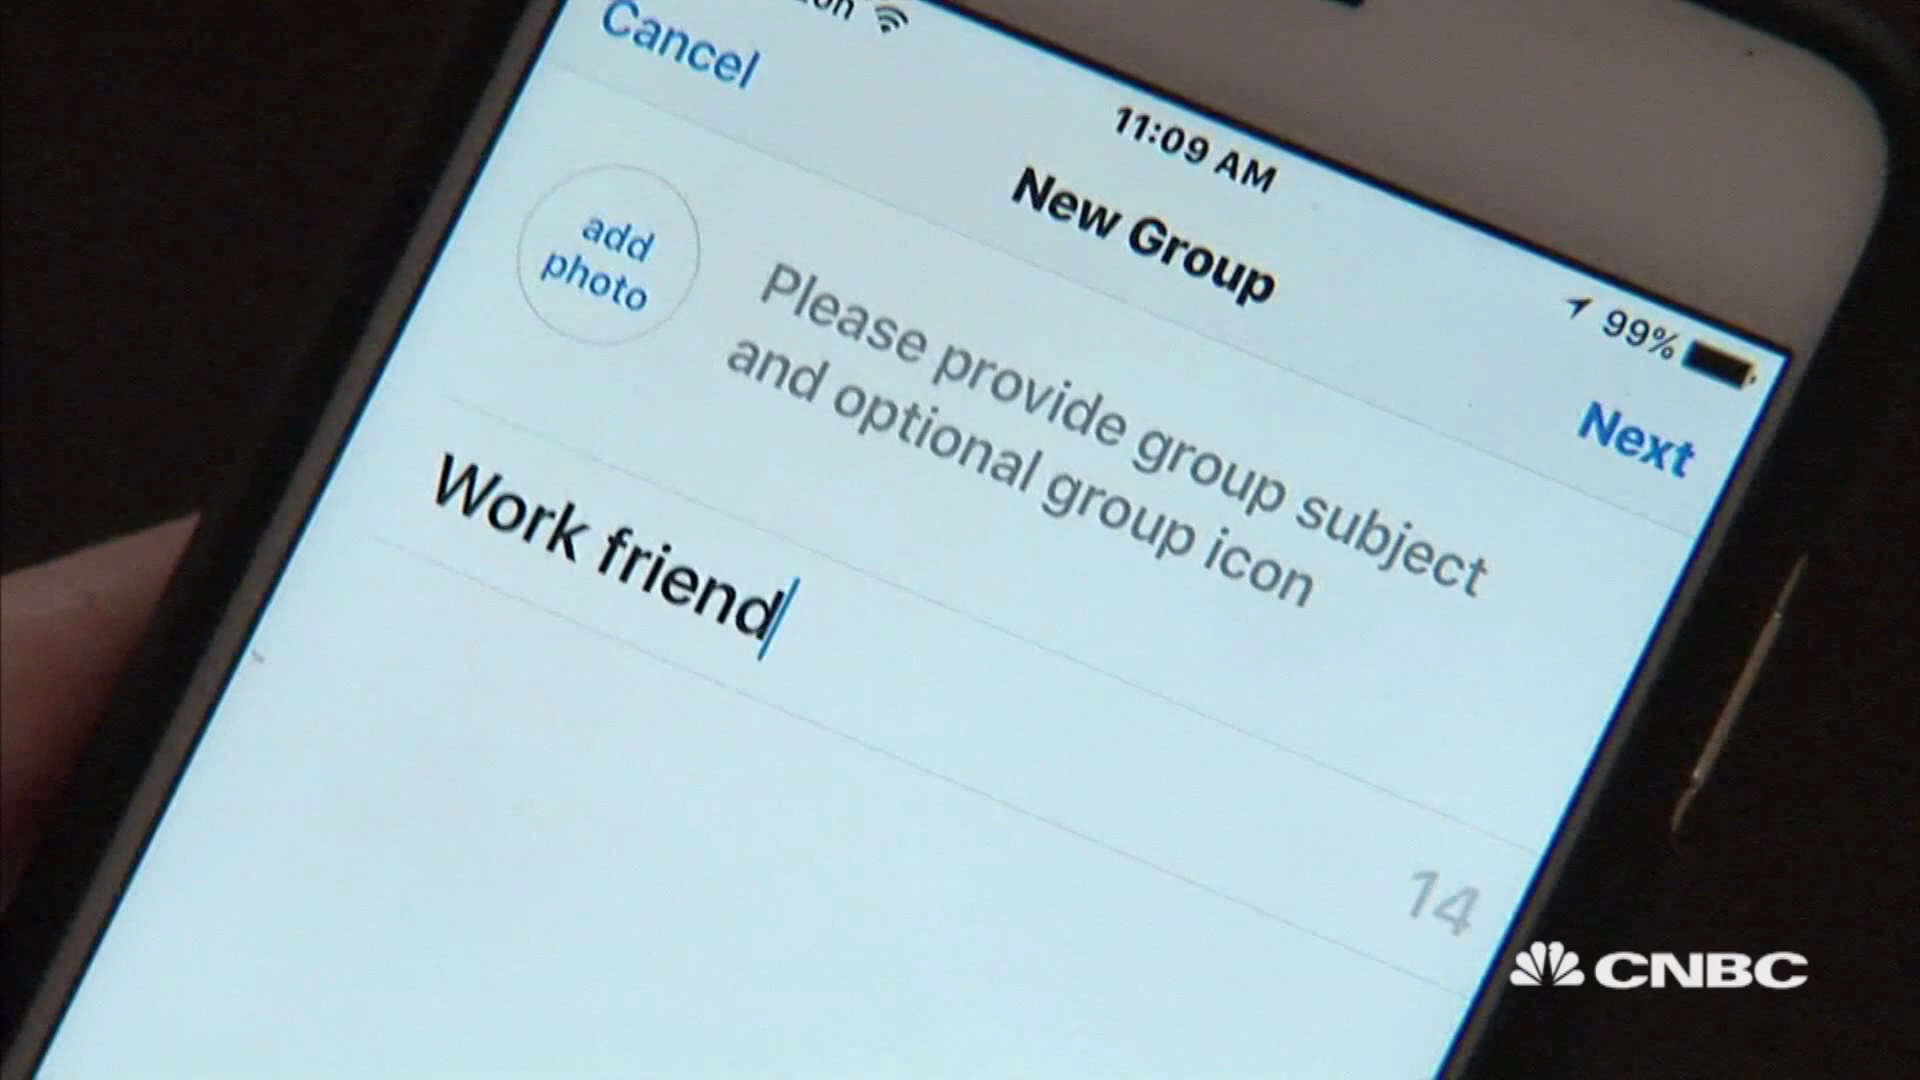 Cancel
11:09 AM
99%
New Group
Next
add
photo
Please provide group subject
and optional group icon
Work friend
14
CNBC